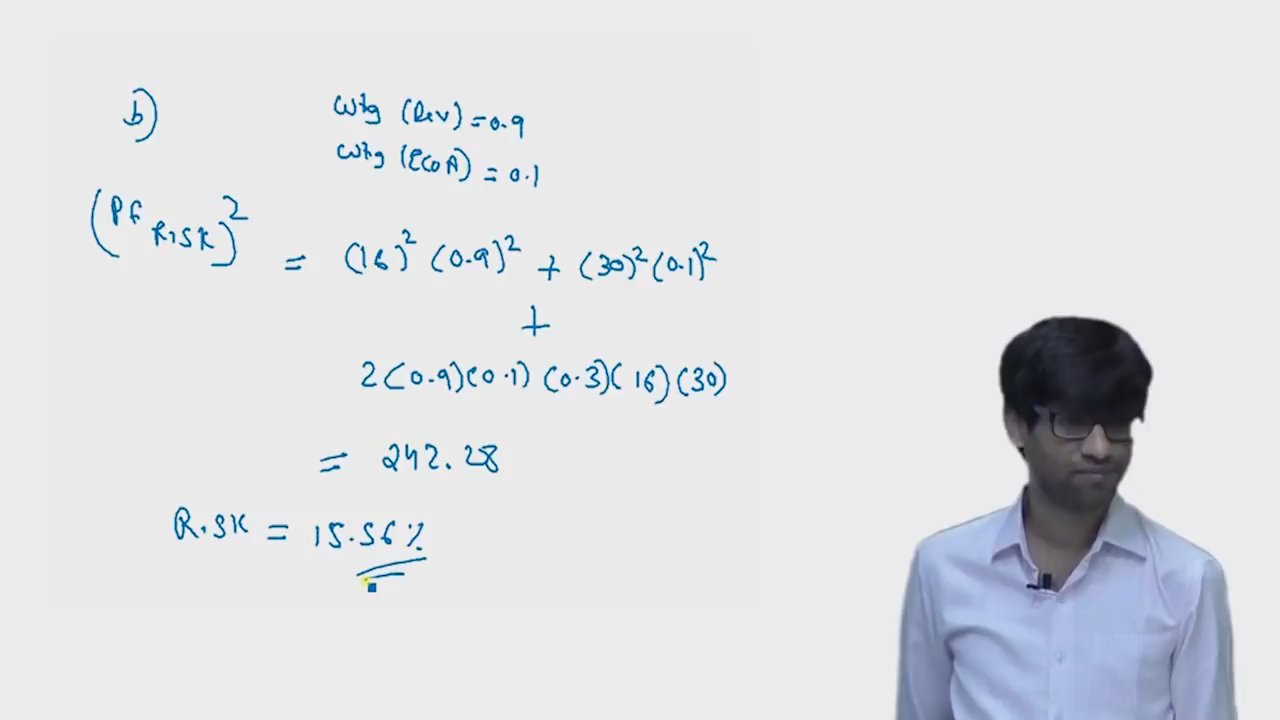 b)
Wtg (Rev) = 0.9
Wtg (ECOA) = 0.1
(Pf RISK)² = (16)² (0.9)² + (30)² (0.1)²
+
2(0.9)(0.1) (0.3)(16)(30)
= 242.28
RISK = 15.56%